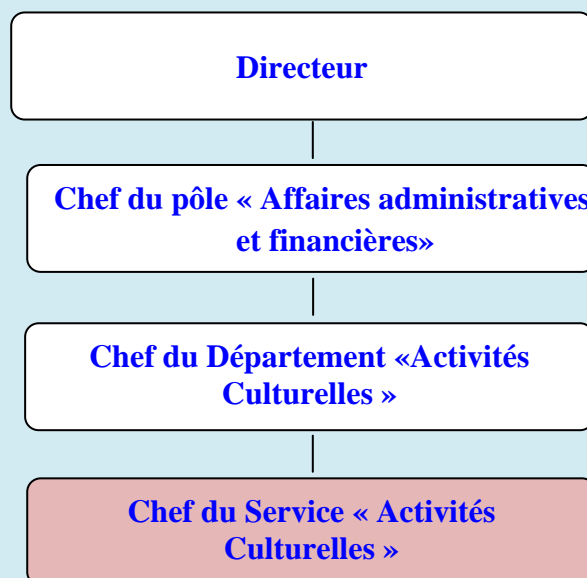 Directeur
Chef du pôle « Affaires administratives
et financières»
Chef du Département «Activités
Culturelles »
Chef du Service « Activités
Culturelles »